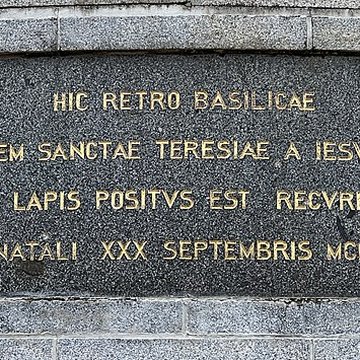 HIC RETRO BASILICAE
EM SANCTAE TERESIAE A IESV
LAPIS POSITVS EST RECVR
NATALI XXX SEPTEMBRIS MC